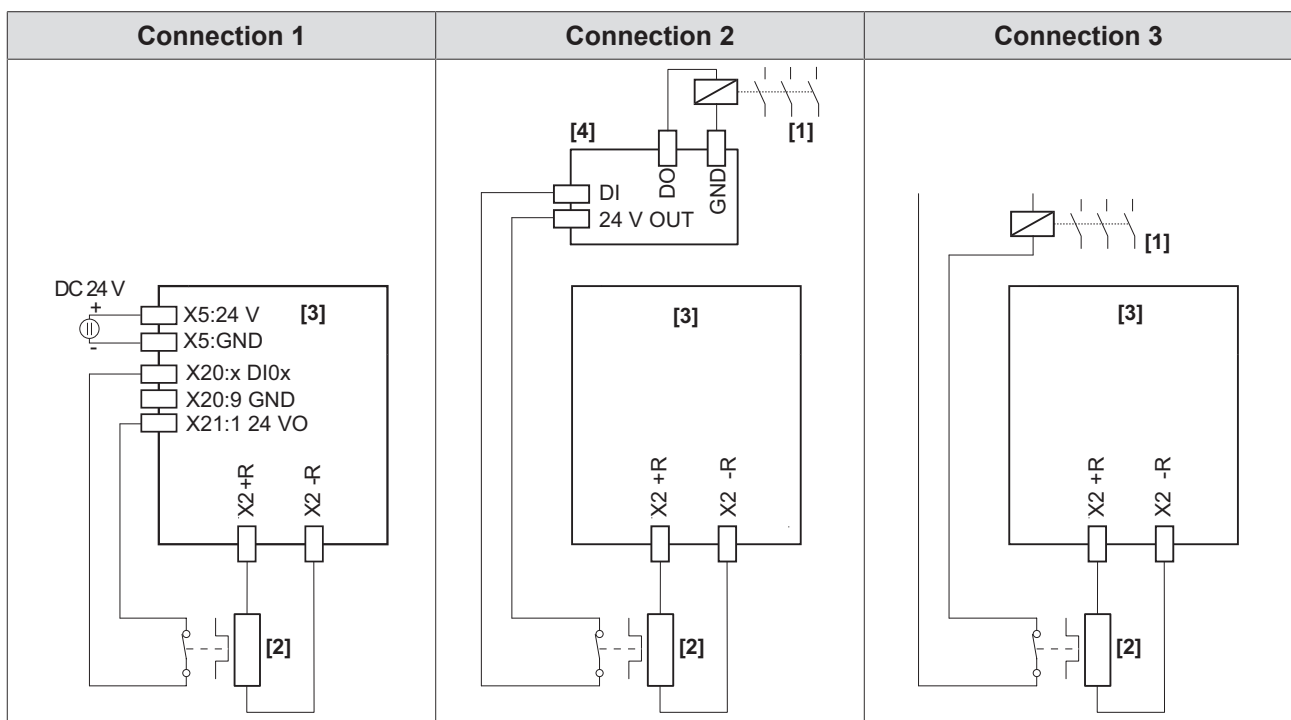 Connection 1
Connection 2
Connection 3
DC 24 V
+
-
X5:24 V
[3]
X5:GND
X20:x DI0x
X20:9 GND
X21:1 24 VO
X2 +R
X2 -R
[2]
[4]
[1]
DO
GND
DI
24 V OUT
[3]
X2 +R
X2 -R
[2]
[1]
[3]
X2 +R
X2 -R
[2]